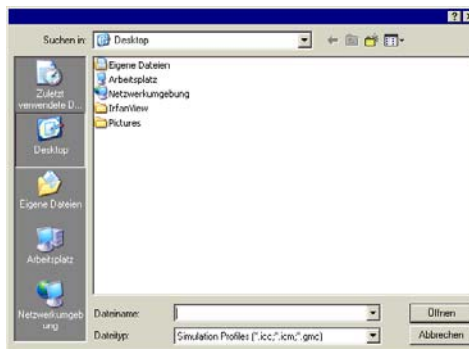 Suchen in:
Desktop
Zuletzt
verwendete D...
Desktop
Eigene Dateien
Arbeitsplatz
Netzwerkumgeb
ung
Eigene Dateien
Arbeitsplatz
Netzwerkumgebung
IrfanView
Pictures
Dateiname:
Öffnen
Dateityp:
Simulation Profiles (*.icc;*.icm;*.gmc)
Abbrechen